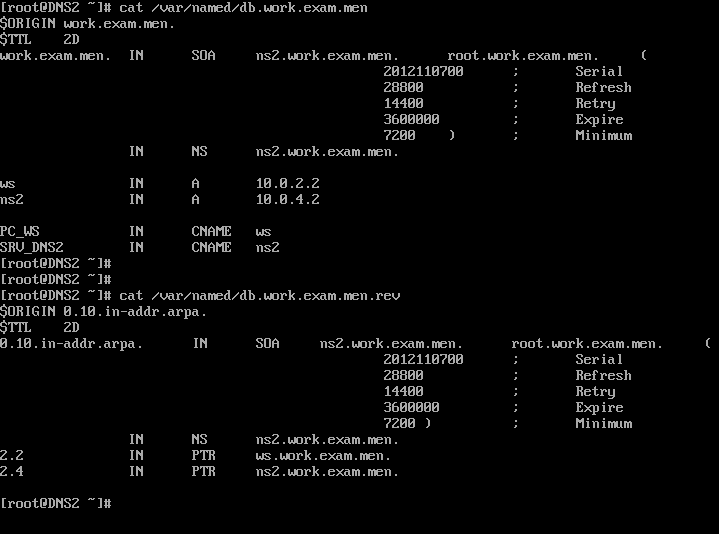 [root@DNS2 ~]# cat /var/named/db.work.exam.men
$ORIGIN work.exam.men.
$TTL    2D
work.exam.men.  IN      SOA     ns2.work.exam.men.      root.work.exam.men.     (
                                                2012110700      ;       Serial
                                                28800           ;       Refresh
                                                14400           ;       Retry
                                                3600000         ;       Expire
                                                7200    )       ;       Minimum
                IN      NS      ns2.work.exam.men.
ws              IN      A       10.0.2.2
ns2             IN      A       10.0.4.2
PC_WS           IN      CNAME   ws
SRV_DNS2        IN      CNAME   ns2
[root@DNS2 ~]#
[root@DNS2 ~]#
[root@DNS2 ~]# cat /var/named/db.work.exam.men.rev
$ORIGIN 0.10.in-addr.arpa.
$TTL    2D
0.10.in-addr.arpa.      IN      SOA     ns2.work.exam.men.      root.work.exam.men.     (
                                                2012110700      ;       Serial
                                                28800           ;       Refresh
                                                14400           ;       Retry
                                                3600000         ;       Expire
                                                7200 )          ;       Minimum
                IN      NS      ns2.work.exam.men.
2.2             IN      PTR     ws.work.exam.men.
2.4             IN      PTR     ns2.work.exam.men.
[root@DNS2 ~]#